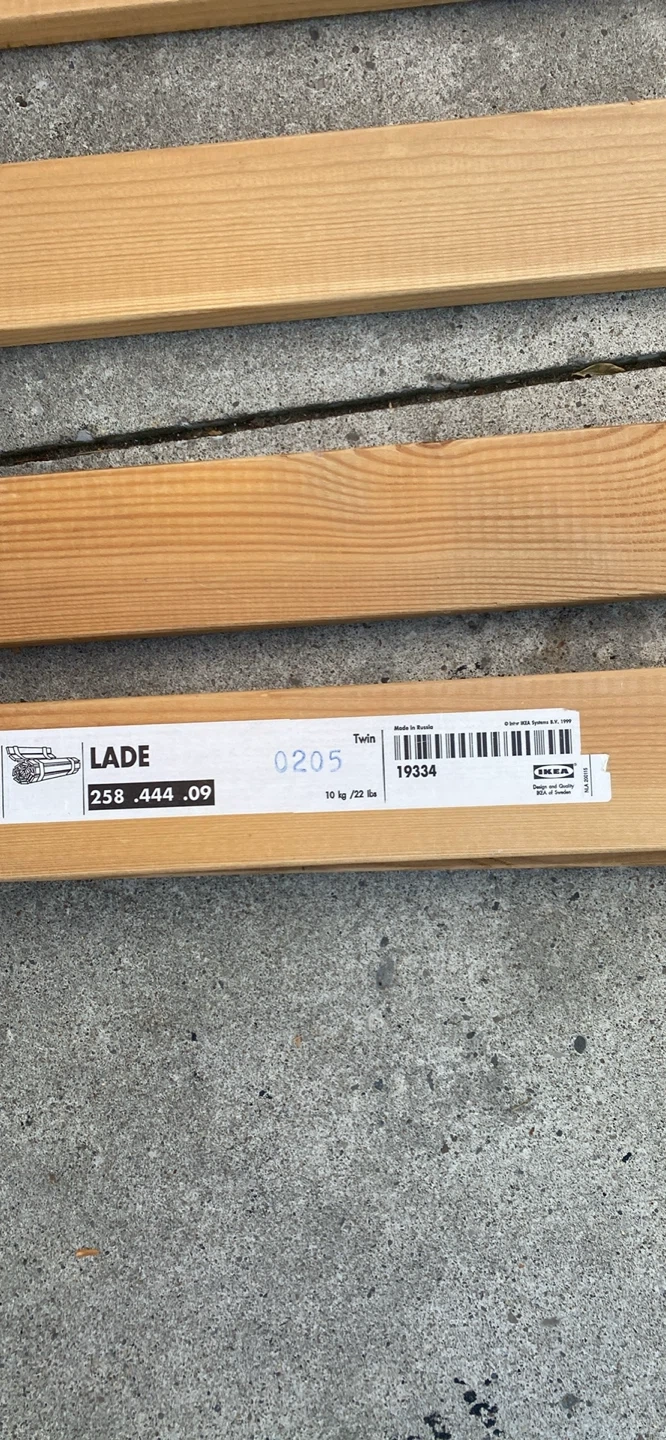 LADE
258 .444 .09
0205
Twin
10 kg /22 lbs
Made in Russia
© Inter IKEA Systems B.V. 1999
19334
IKEA
Design and Quality
IKEA of Sweden